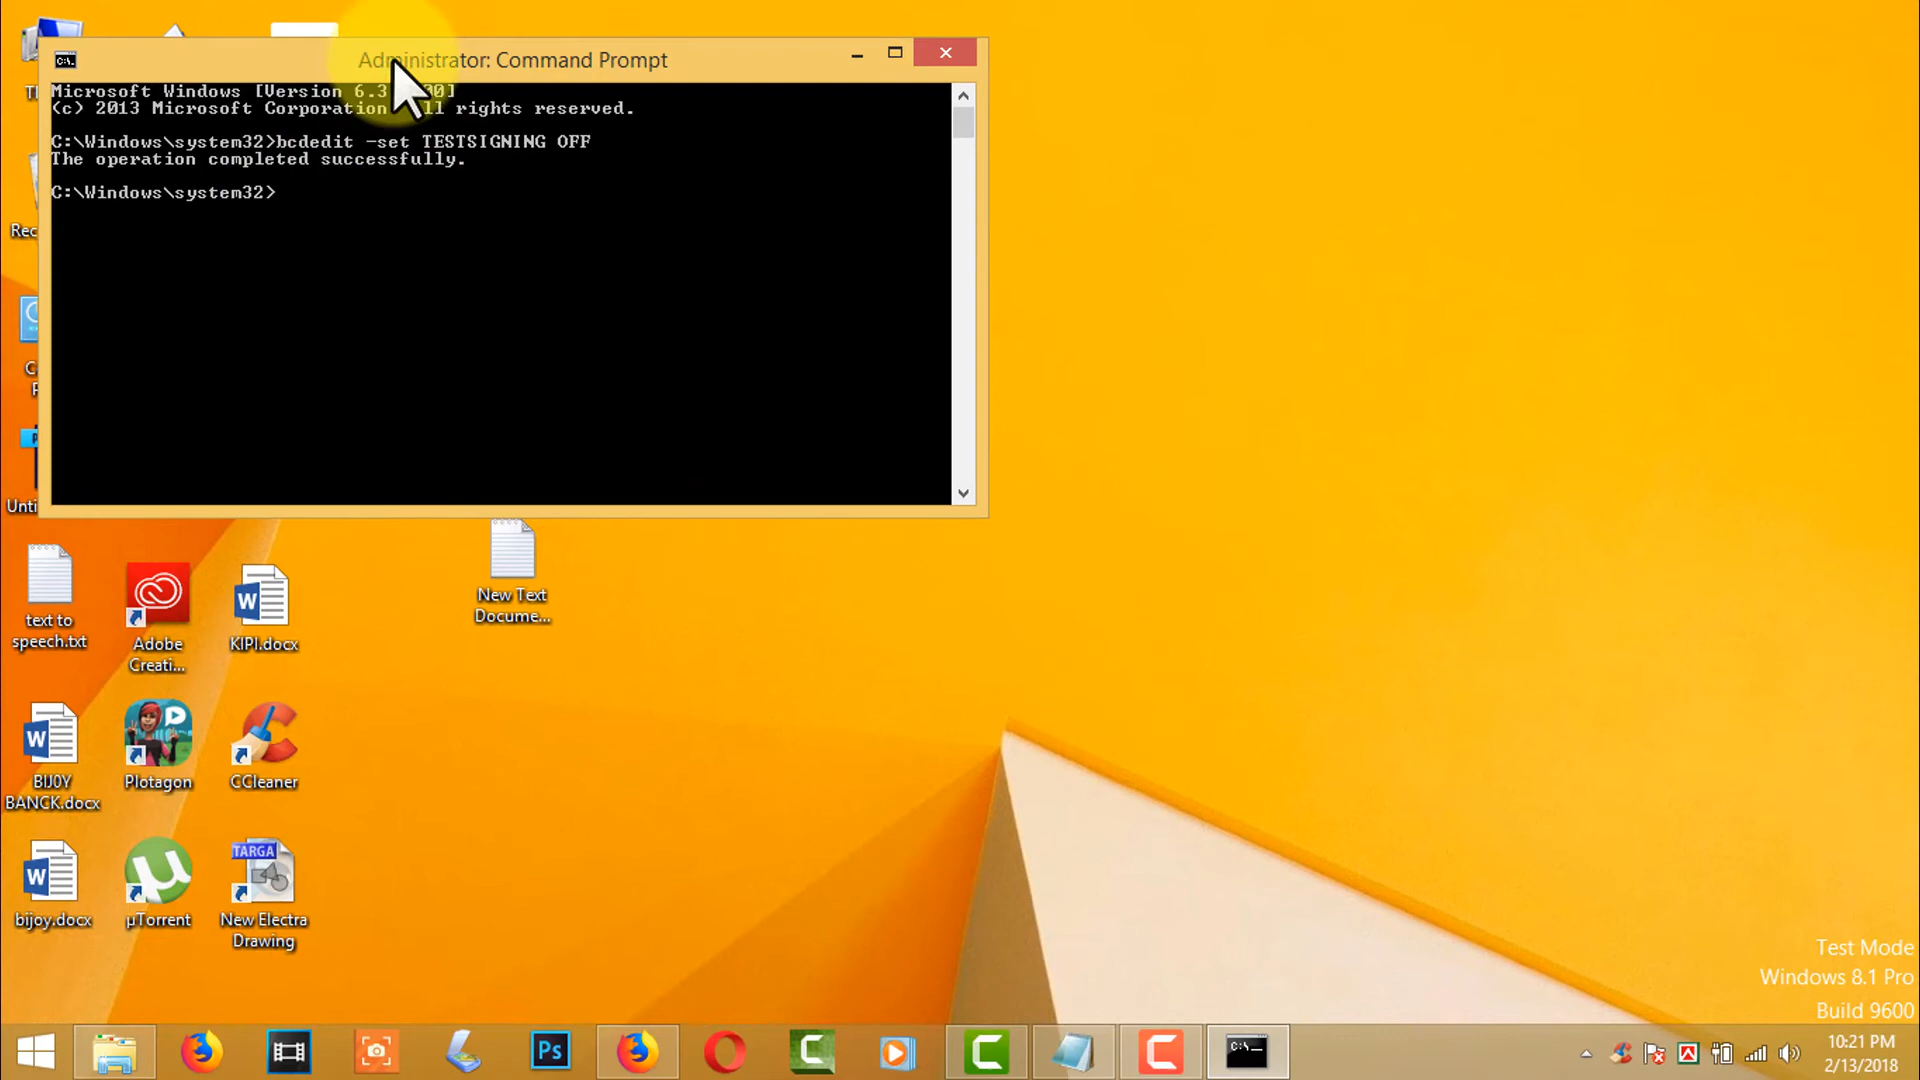 Administrator: Command Prompt
Microsoft Windows [Version 6.3
(c) 2013 Microsoft Corporation. All rights reserved.
C:\Windows\system32>bcdedit -set TESTSIGNING OFF
The operation completed successfully.
C:\Windows\system32>
New Text
Docume...
text to
speech.txt
Adobe
Creati...
KIPI.docx
BIJ0Y
BANCK.docx
Plotagon
CCleaner
bijoy.docx
µTorrent
TARGA
New Electra
Drawing
Test Mode
Windows 8.1 Pro
Build 9600
Ps
10:21 PM
2/13/2018